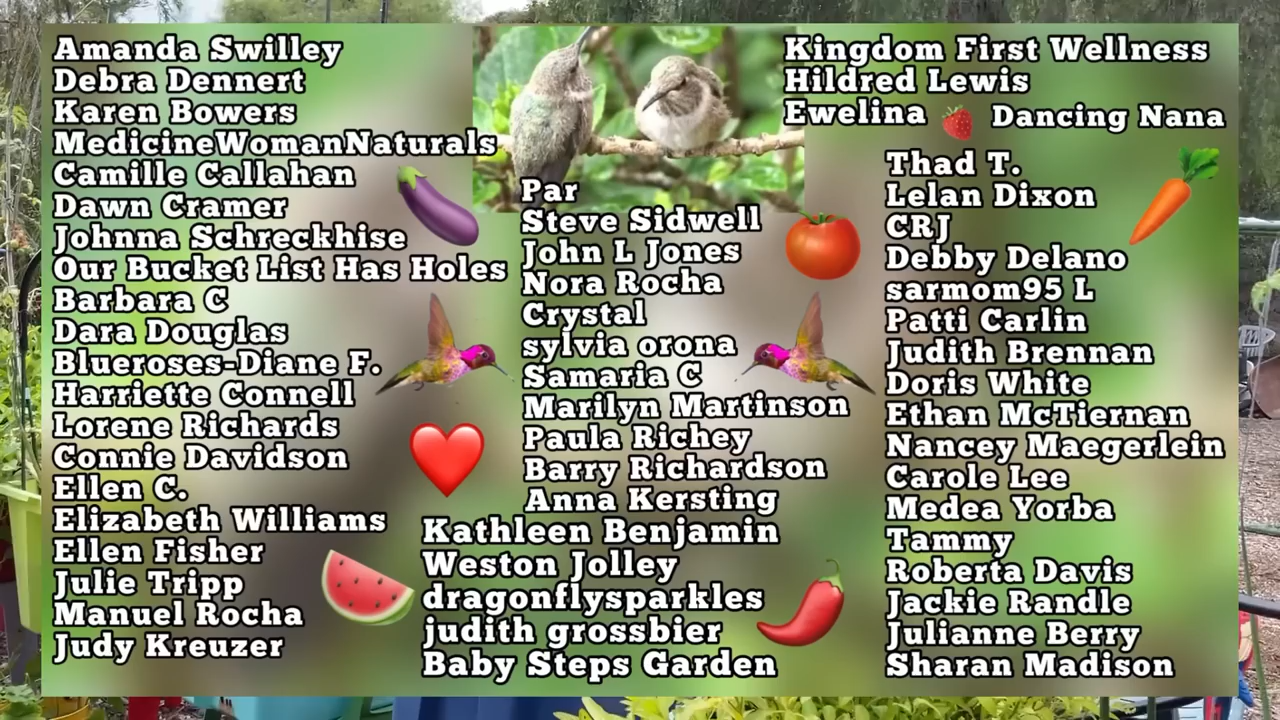 Amanda Swilley
Debra Dennert
Karen Bowers
MedicineWomanNaturals
Camille Callahan
Dawn Cramer
Johnna Schreckhise
Our Bucket List Has Holes
Barbara C
Dara Douglas
Blueroses-Diane F.
Harriette Connell
Lorene Richards
Connie Davidson
Ellen C.
Elizabeth Williams
Ellen Fisher
Julie Tripp
Manuel Rocha
Judy Kreuzer
Par
Steve Sidwell
John L Jones
Nora Rocha
Crystal
sylvia orona
Samaria C
Marilyn Martinson
Paula Richey
Barry Richardson
Anna Kersting
Kathleen Benjamin
Weston Jolley
dragonflysparkles
judith grossbier
Baby Steps Garden
Kingdom First Wellness
Hildred Lewis
Ewelina Dancing Nana
Thad T.
Lelan Dixon
CRJ
Debby Delano
sarmom95 L
Patti Carlin
Judith Brennan
Doris White
Ethan McTiernan
Nancey Maegerlein
Carole Lee
Medea Yorba
Tammy
Roberta Davis
Jackie Randle
Julianne Berry
Sharan Madison